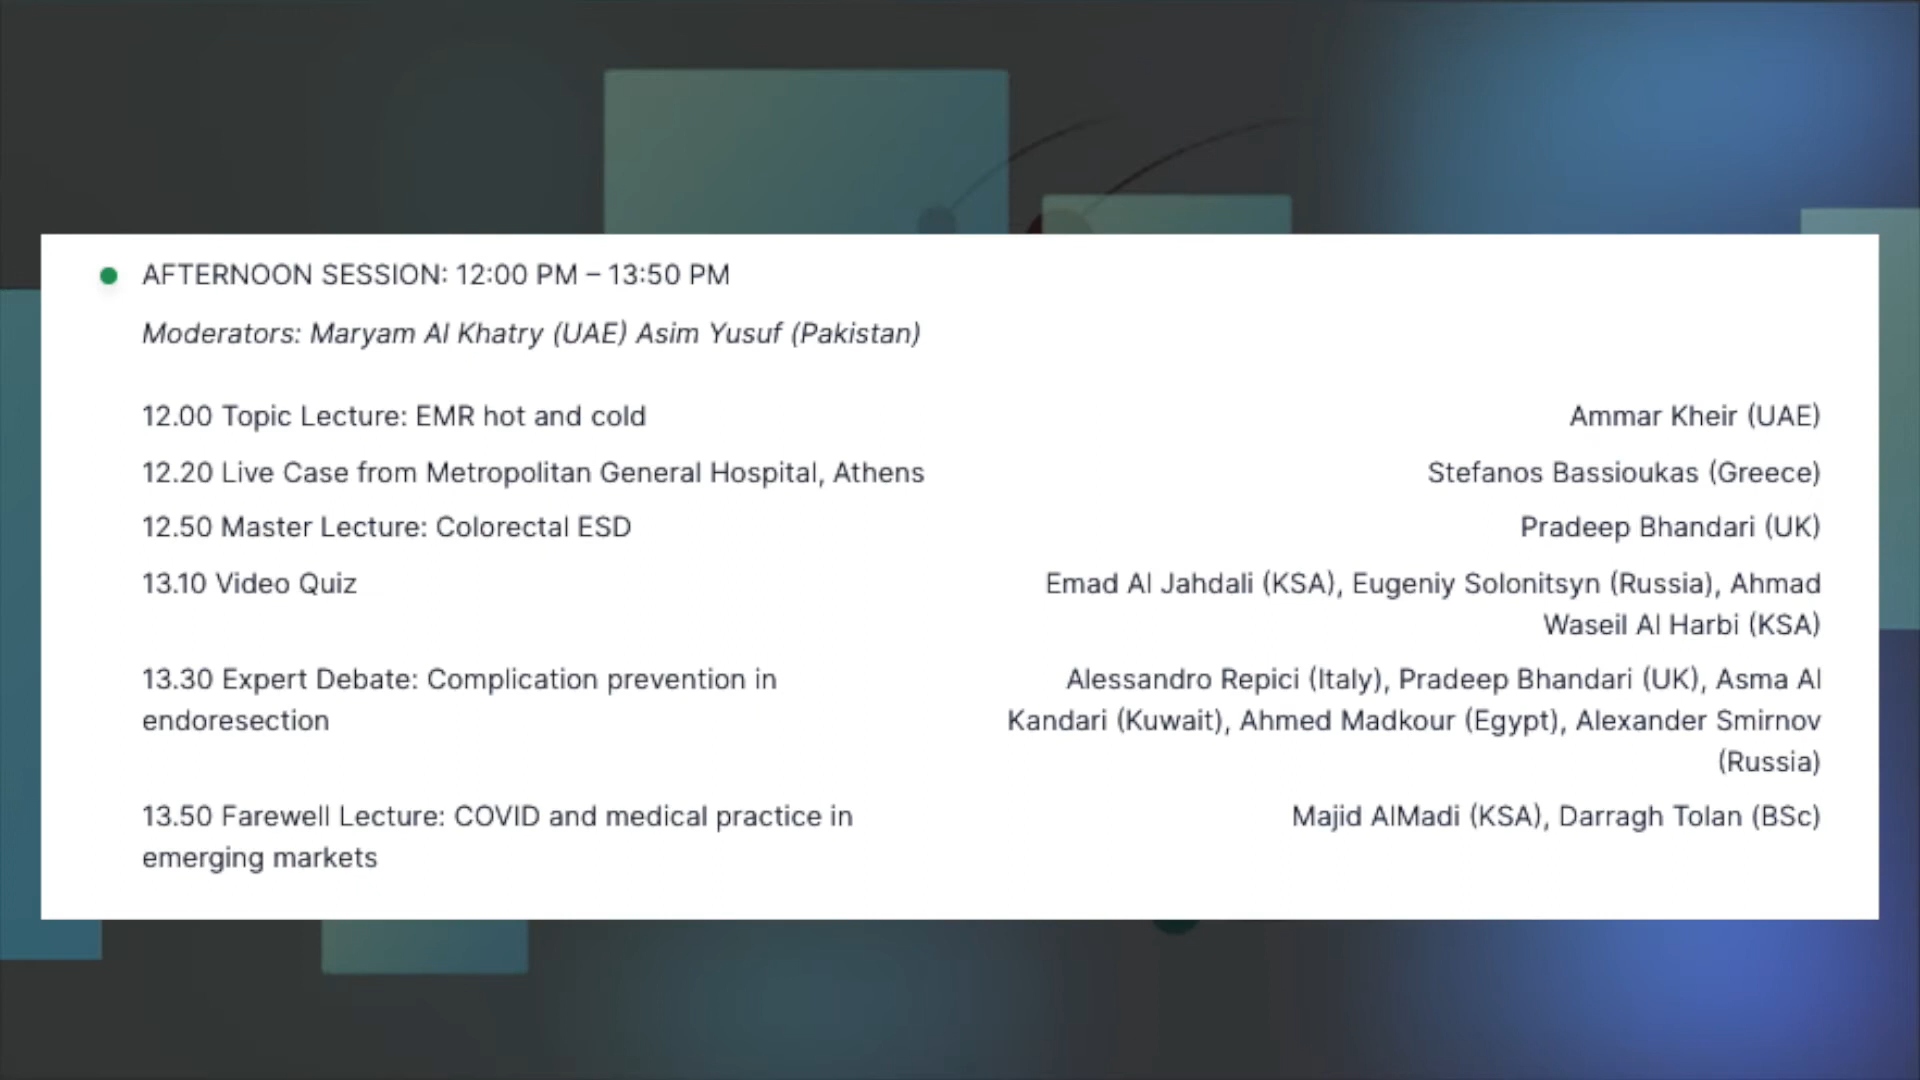 AFTERNOON SESSION: 12:00 PM – 13:50 PM
Moderators: Maryam Al Khatry (UAE) Asim Yusuf (Pakistan)
12.00 Topic Lecture: EMR hot and cold
Ammar Kheir (UAE)
12.20 Live Case from Metropolitan General Hospital, Athens
Stefanos Bassioukas (Greece)
12.50 Master Lecture: Colorectal ESD
Pradeep Bhandari (UK)
13.10 Video Quiz
Emad Al Jahdali (KSA), Eugeniy Solonitsyn (Russia), Ahmad
Waseil Al Harbi (KSA)
13.30 Expert Debate: Complication prevention in
endoresection
Alessandro Repici (Italy), Pradeep Bhandari (UK), Asma Al
Kandari (Kuwait), Ahmed Madkour (Egypt), Alexander Smirnov
(Russia)
13.50 Farewell Lecture: COVID and medical practice in
emerging markets
Majid AlMadi (KSA), Darragh Tolan (BSc)